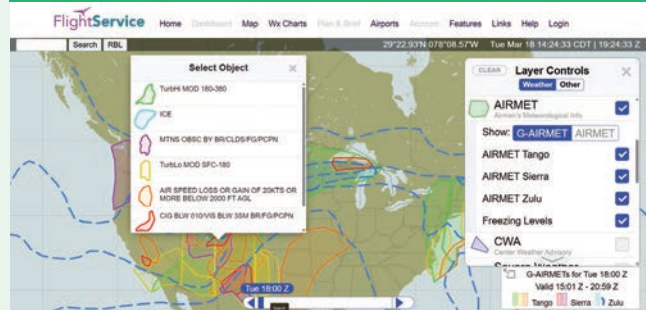 FlightService Home Dashboard Map Wx Charts Plan & Brief Airports Account Features Links Help Login
Search RBL 29°22.93'N:078°08.57'W Tue Mar 18 14:24:33 CDT | 19:24:33 Z
Select Object ×
TurbHi MOD 180-360
ICE
MTNS OBSC BY BR/CLDS/FG/PCPN
TurbLo MOD SFC-180
AIR SPEED LOSS OR GAIN OF 20KTS OR
MORE BELOW 2000 FT AGL
CIG BLW 010/VIS BLW 3SM BR/FG/PCPN
CLEAR Layer Controls ×
Weather Other
AIRMET
Airmen's Meteorological Info
Show: G-AIRMET AIRMET
AIRMET Tango
AIRMET Sierra
AIRMET Zulu
Freezing Levels
CWA
Center Weather Advisory
G-AIRMETs for Tue 18:00 Z
Valid 15:01 Z - 20:59 Z
Tango Sierra Zulu
Tue 18:00 Z